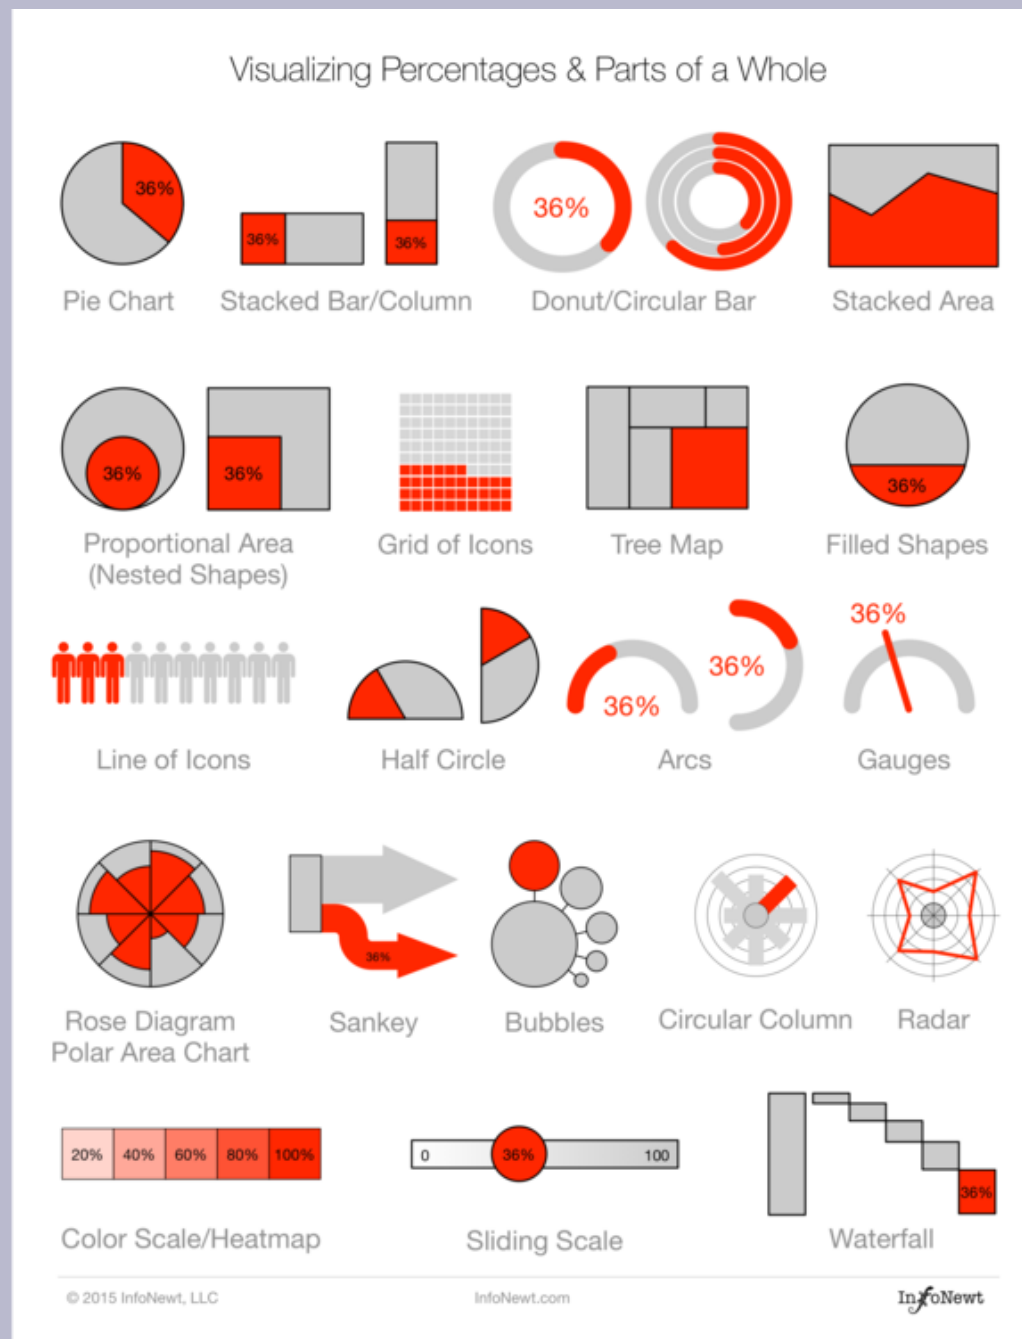 Visualizing Percentages & Parts of a Whole
36%
36%
36%
36%
Pie Chart
Stacked Bar/Column
Donut/Circular Bar
Stacked Area
36%
36%
36%
Proportional Area
(Nested Shapes)
Grid of Icons
Tree Map
Filled Shapes
36%
36%
36%
Line of Icons
Half Circle
Arcs
Gauges
36%
Rose Diagram
Polar Area Chart
Sankey
Bubbles
Circular Column
Radar
20% 40% 60% 80% 100%
0 36% 100
36%
Color Scale/Heatmap
Sliding Scale
Waterfall
© 2015 InfoNewt, LLC
InfoNewt.com
InfoNewt